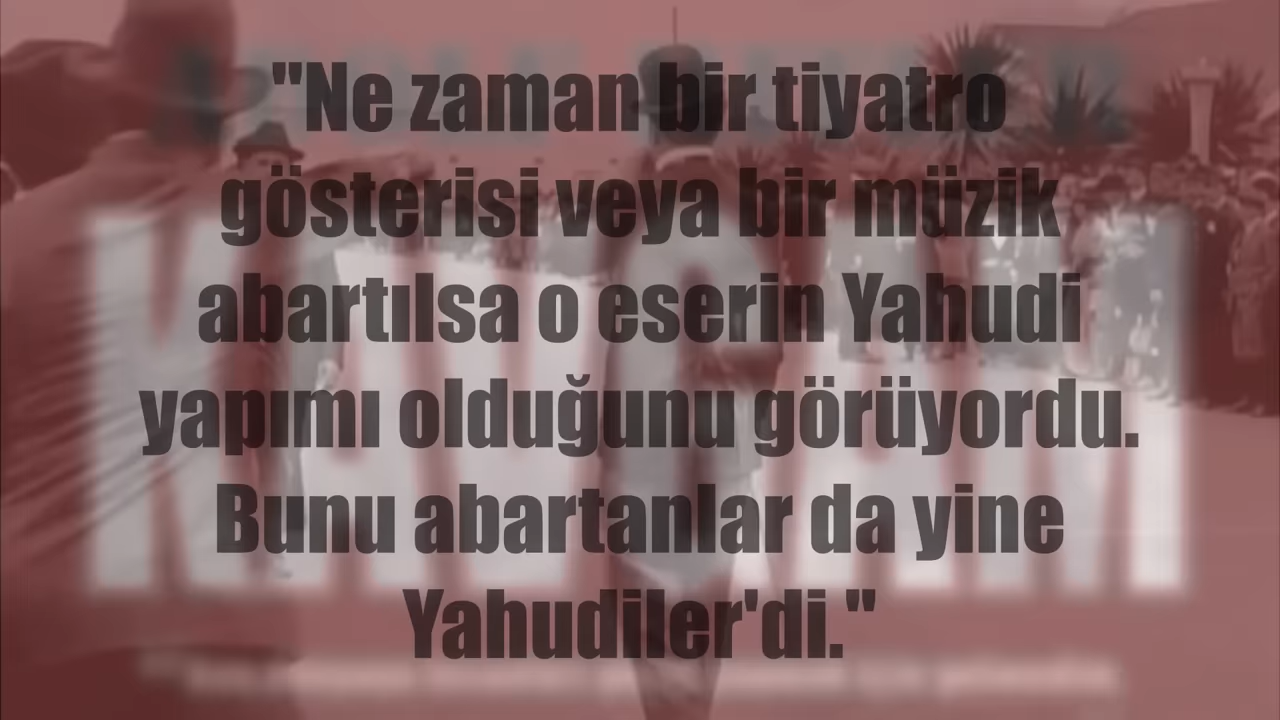 "Ne zaman bir tiyatro
gösterisi veya bir müzik
abartılsa o eserin Yahudi
yapımı olduğunu görüyordu.
Bunu abartanlar da yine
Yahudiler'di."